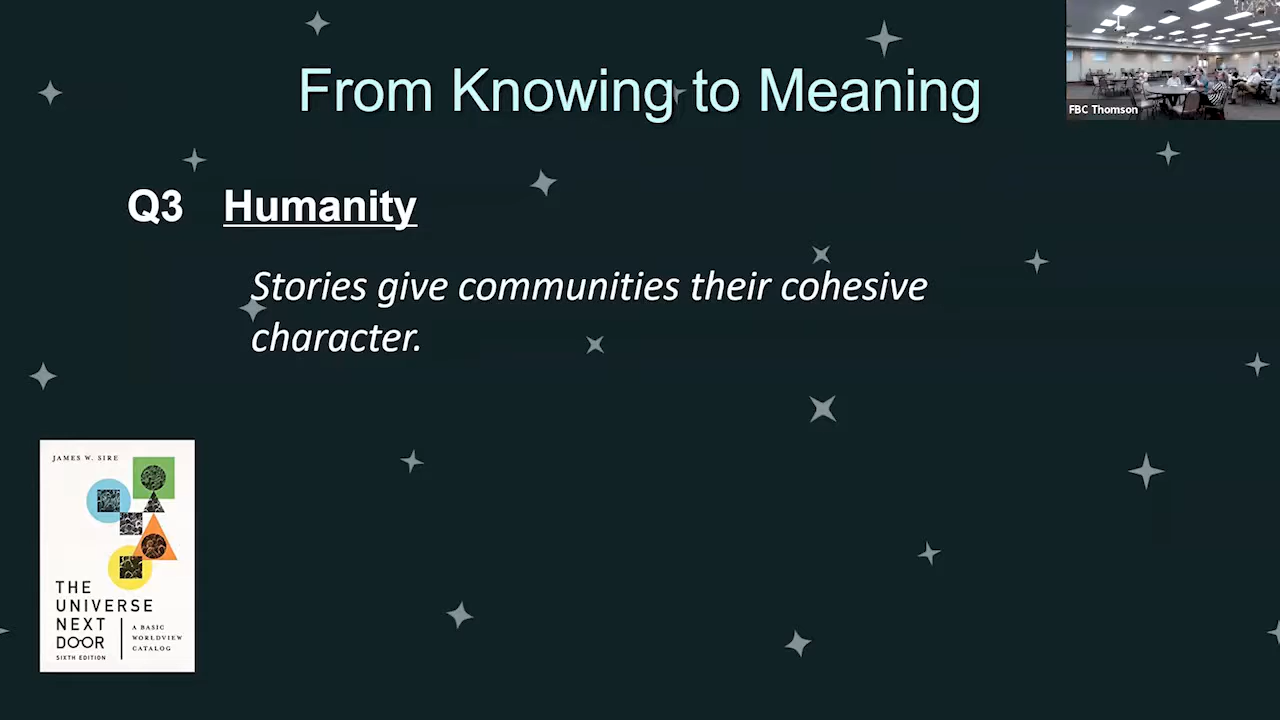 From Knowing to Meaning
FBC Thomson
Q3 Humanity
Stories give communities their cohesive
character.
JAMES W. SIRE
THE
UNIVERSE
NEXT
DOOR
SIXTH EDITION
A BASIC
WORLDVIEW
CATALOG